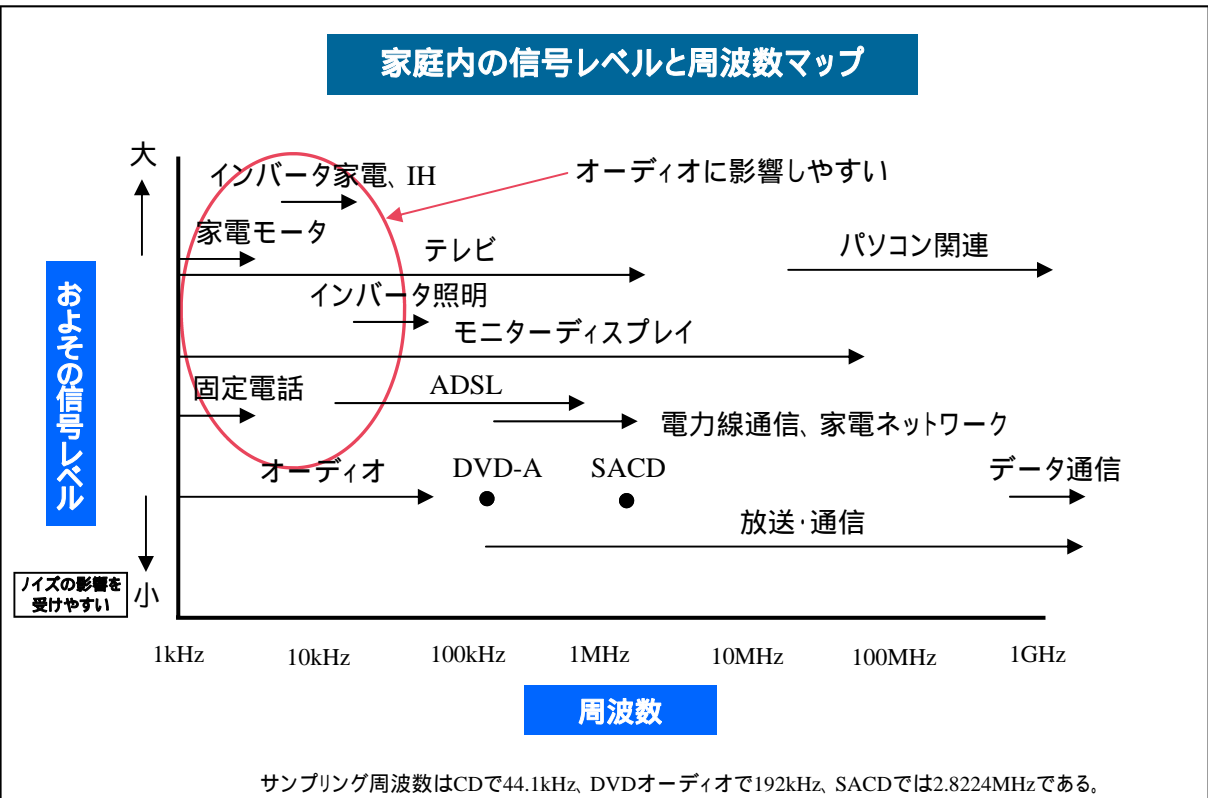 家庭内の信号レベルと周波数マップ
大
インバータ家電、IH
オーディオに影響しやすい
家電モータ
テレビ
パソコン関連
インバータ照明
モニターディスプレイ
およその信号レベル
固定電話
ADSL
電力線通信、家電ネットワーク
オーディオ
DVD-A
SACD
データ通信
放送・通信
ノイズの影響を
受けやすい
小
1kHz
10kHz
100kHz
1MHz
10MHz
100MHz
1GHz
周波数
サンプリング周波数はCDで44.1kHz、DVDオーディオで192kHz、SACDでは2.8224MHzである。